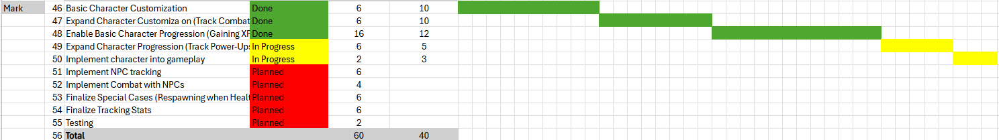 Mark 46 Basic Character Customization Done 6 10
47 Expand Character Customiza on (Track Combat Done 6 10
48 Enable Basic Character Progression (Gaining XP Done 16 12
49 Expand Character Progression (Track Power-Ups In Progress 6 5
50 Implement character into gameplay In Progress 2 3
51 Implement NPC tracking Planned 6
52 Implement Combat with NPCs Planned 4
53 Finalize Special Cases (Respawning when Healt Planned 6
54 Finalize Tracking Stats Planned 6
55 Testing Planned 2
56 Total 60 40